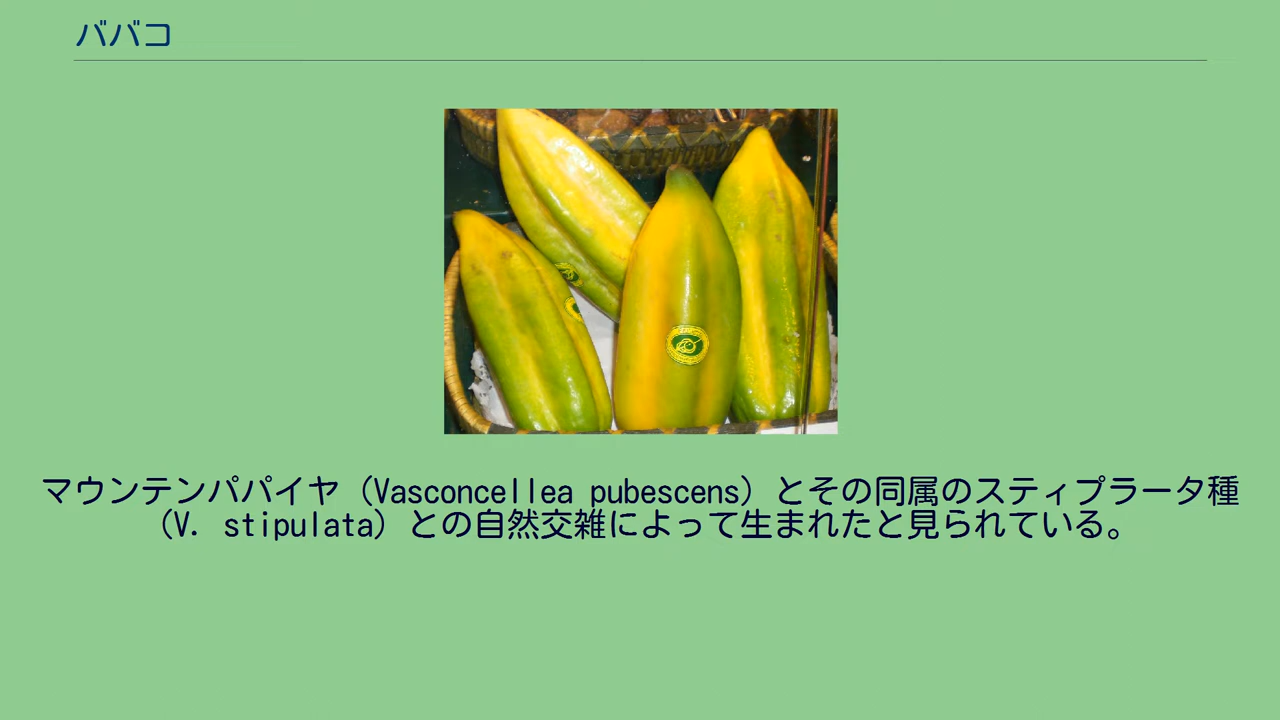 ババコ
マウンテンパパイヤ（Vasconcellea pubescens）とその同属のスティプラータ種
（V. stipulata）との自然交雑によって生まれたと見られている。